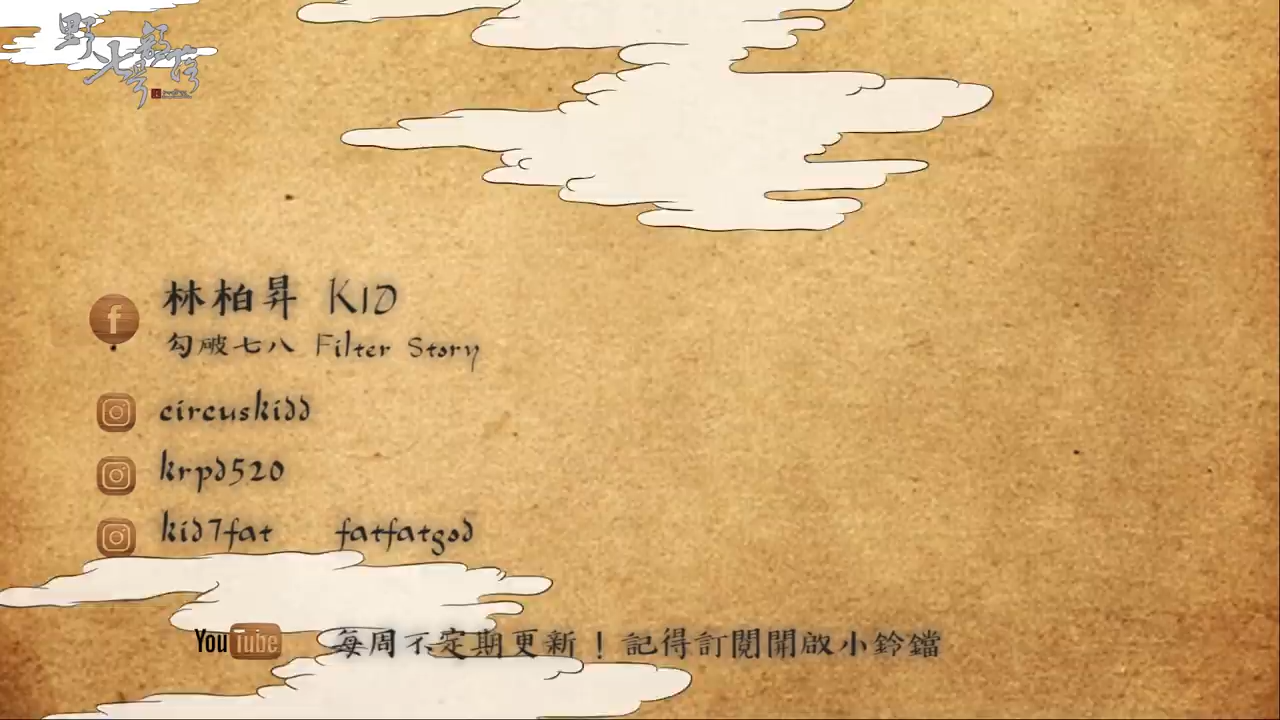 林柏昇 KID
勾破七八 Filter Story
circuskidd
krpd520
kid7fat fatfatgod
YouTube 每周不定期更新！記得訂閱開啟小鈴鐺